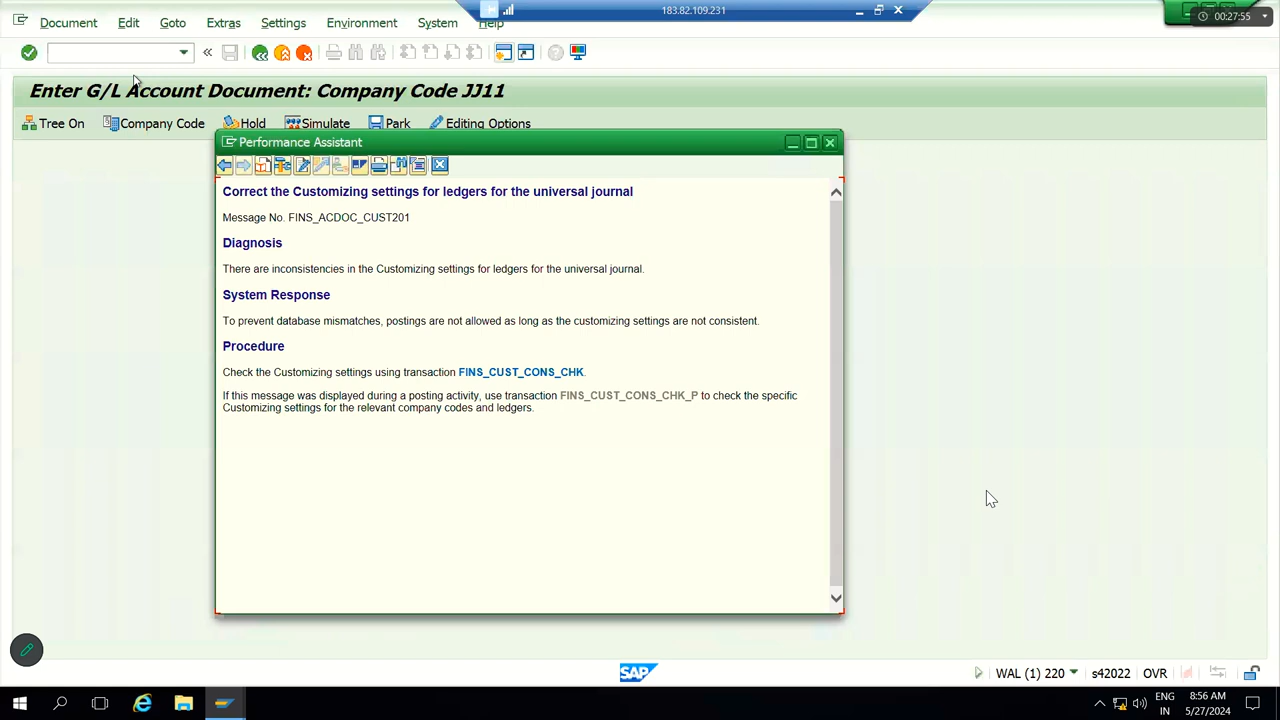 183.82.109.231
00:27:55
Document Edit Goto Extras Settings Environment System Help
Enter G/L Account Document: Company Code JJ11
Tree On Company Code Hold Simulate Park Editing Options
Performance Assistant
Correct the Customizing settings for ledgers for the universal journal
Message No. FINS_ACDOC_CUST201
Diagnosis
There are inconsistencies in the Customizing settings for ledgers for the universal journal.
System Response
To prevent database mismatches, postings are not allowed as long as the customizing settings are not consistent.
Procedure
Check the Customizing settings using transaction FINS_CUST_CONS_CHK.
If this message was displayed during a posting activity, use transaction FINS_CUST_CONS_CHK_P to check the specific
Customizing settings for the relevant company codes and ledgers.
SAP
WAL (1) 220 s42022 OVR
ENG 8:56 AM
IN 5/27/2024